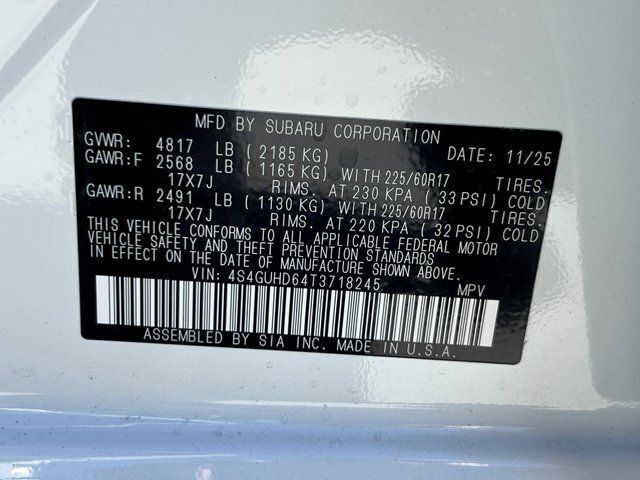 MFD BY SUBARU CORPORATION
GVWR: 4817 LB ( 2185 KG) DATE: 11/25
GAWR:F 2568 LB ( 1165 KG) WITH 225/60R17 TIRES.
17X7J RIMS. AT 230 KPA ( 33 PSI) COLD
GAWR:R 2491 LB ( 1130 KG) WITH 225/60R17 TIRES.
17X7J RIMS. AT 220 KPA ( 32 PSI) COLD
THIS VEHICLE CONFORMS TO ALL APPLICABLE FEDERAL MOTOR
VEHICLE SAFETY AND THEFT PREVENTION STANDARDS
IN EFFECT ON THE DATE OF MANUFACTURE SHOWN ABOVE.
VIN: 4S4GUHD64T3718245 MPV
ASSEMBLED BY SIA INC. MADE IN U.S.A.